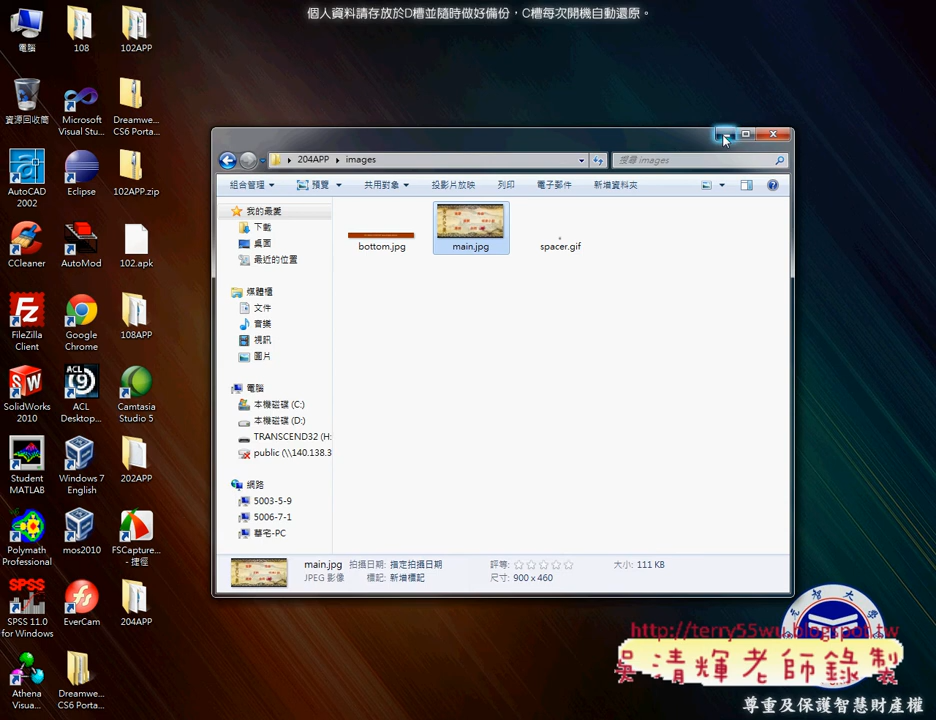 個人資料請存放於D槽並隨時做好備份，C槽每次開機自動還原。
電腦
108
102APP
資源回收筒
Microsoft Visual Stu...
Dreamwe... CS6 Porta...
AutoCAD 2002
Eclipse
102APP.zip
CCleaner
AutoMod
102.apk
FileZilla Client
Google Chrome
108APP
SolidWorks 2010
ACL Desktop...
Camtasia Studio 5
Student MATLAB
Windows 7 English
202APP
Polymath Professional
mos2010
FSCapture... - 捷徑
SPSS 11.0 for Windows
EverCam
204APP
Athena Visua...
Dreamwe... CS6 Porta...
204APP images
搜尋 images
組合管理 預覽 共用對象 投影片放映 列印 電子郵件 新增資料夾
我的最愛
下載
桌面
最近的位置
媒體櫃
文件
音樂
視訊
圖片
電腦
本機磁碟 (C:)
本機磁碟 (D:)
TRANSCEND32 (H:
public (\\140.138.3
網路
5003-5-9
5006-7-1
bottom.jpg
main.jpg
spacer.gif
main.jpg 拍攝日期: 指定拍攝日期 評等: 大小: 111 KB
JPEG 影像 標記: 新增標記 尺寸: 900 x 460
http://terry55wu.blogspot.tw
吳清輝老師錄製
尊重及保護智慧財產權